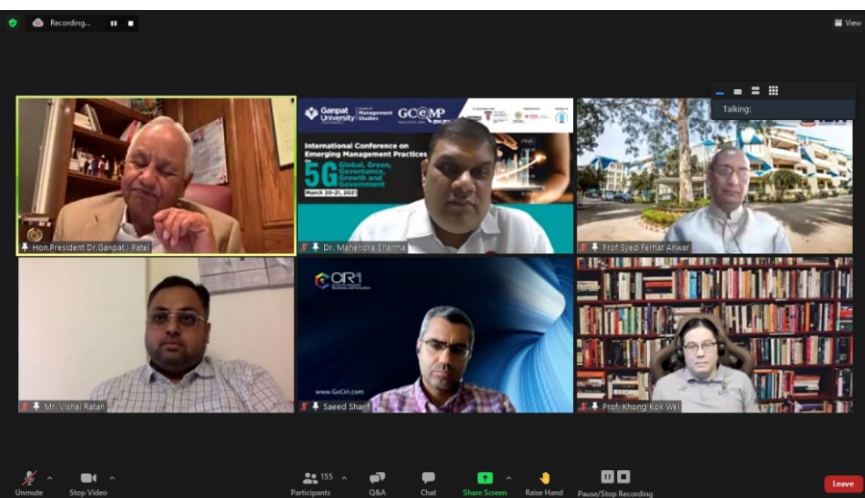 Recording...
View
Talking:
Ganpat
University
Management
Studies
GC@MP
International Conference on
Emerging Management Practices
5G Global, Green,
Governance,
Growth and
Government
March 20-21, 2021
Hon.President Dr.Ganpat I Patel
Dr. Mahendra Sharma
Prof Syed Ferhat Anwar
CIRI
www.GoCiri.com
Mr. Vishal Ratan
Saeed Sharif
Prof. Khong Kok Wei
Unmute
Stop Video
155
Participants
Q&A
Chat
Share Screen
Raise Hand
Pause/Stop Recording
Leave